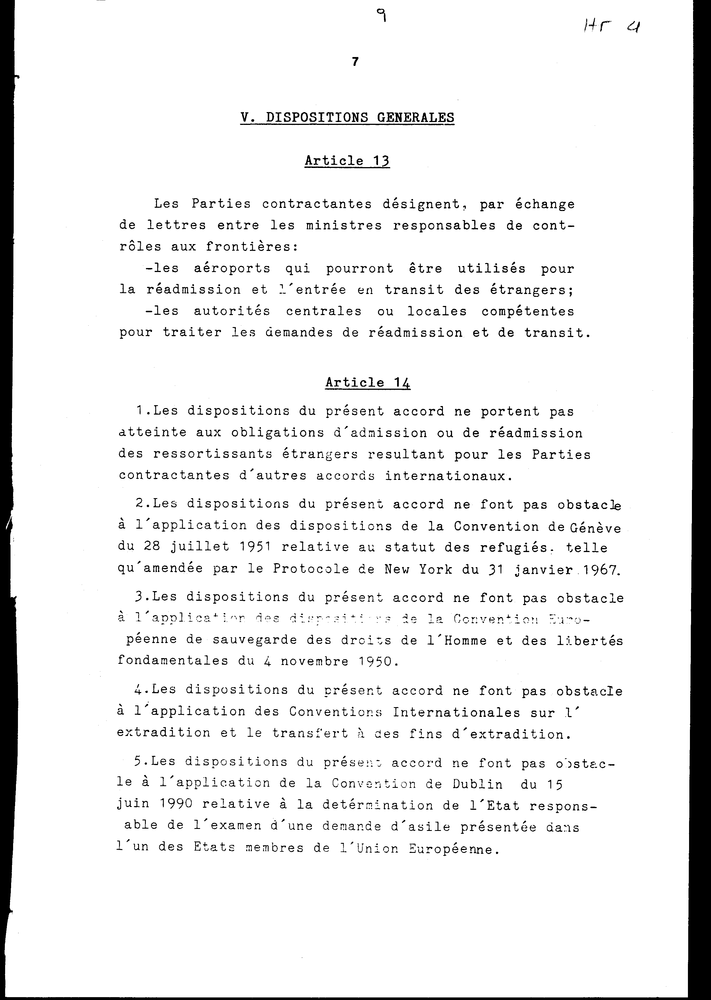 9
Hr 4
7
V. DISPOSITIONS GENERALES
Article 13
Les Parties contractantes désignent, par échange
de lettres entre les ministres responsables de cont-
rôles aux frontières:
-les aéroports qui pourront être utilisés pour
la réadmission et l´entrée en transit des étrangers;
-les autorités centrales ou locales compétentes
pour traiter les demandes de réadmission et de transit.
Article 14
1.Les dispositions du présent accord ne portent pas
atteinte aux obligations d´admission ou de réadmission
des ressortissants étrangers resultant pour les Parties
contractantes d´autres accords internationaux.
2.Les dispositions du présent accord ne font pas obstacle
à l´application des dispositions de la Convention de Génève
du 28 juillet 1951 relative au statut des refugiés. telle
qu´amendée par le Protocole de New York du 31 janvier 1967.
3.Les dispositions du présent accord ne font pas obstacle
à l´application des dispositions de la Convention Euro-
péenne de sauvegarde des droits de l´Homme et des libertés
fondamentales du 4 novembre 1950.
4.Les dispositions du présent accord ne font pas obstacle
à l´application des Conventions Internationales sur l´
extradition et le transfert à des fins d´extradition.
5.Les dispositions du présent accord ne font pas obstac-
le à l´application de la Convention de Dublin du 15
juin 1990 relative à la detérmination de l´Etat respons-
able de l´examen d´une demande d´asile présentée dans
l´un des Etats membres de l´Union Européenne.